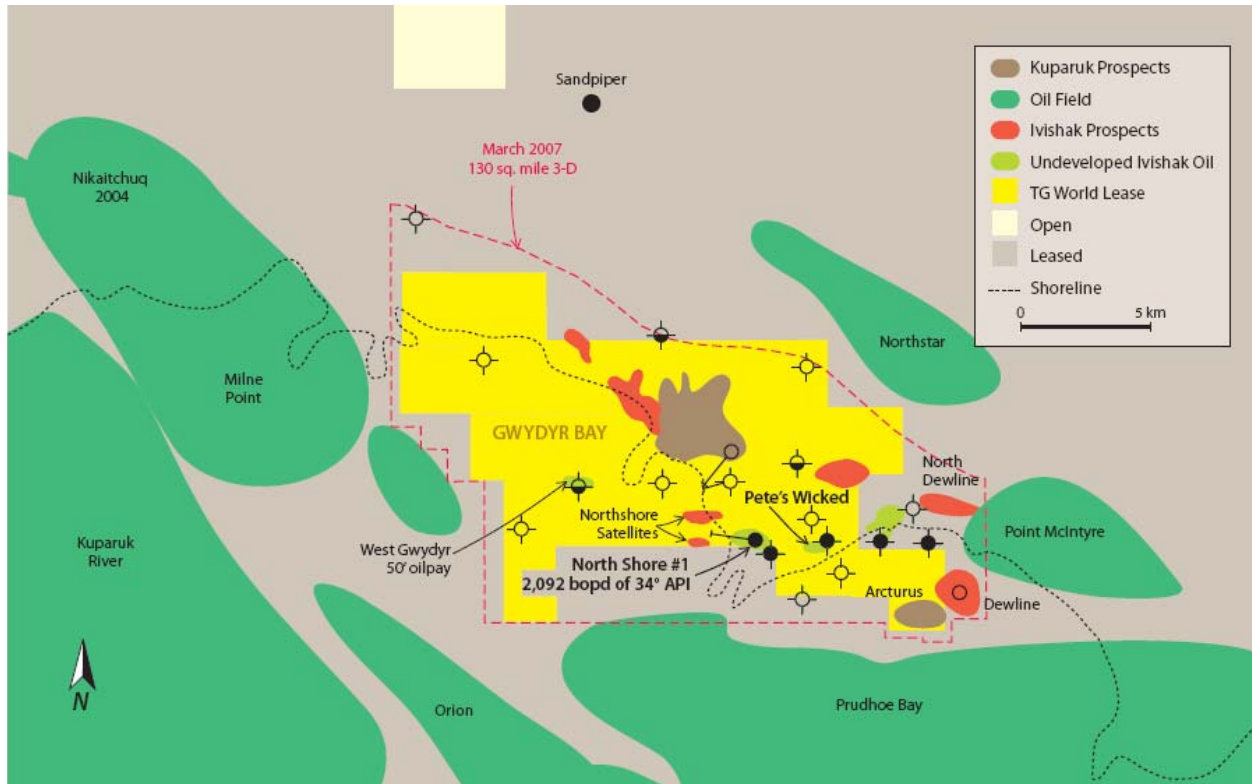 Sandpiper
March 2007
130 sq. mile 3-D
Nikaitchuq
2004
Milne
Point
Kuparuk
River
GWYDYR BAY
West Gwydyr
50' oilpay
Northshore
Satellites
North Shore #1
2,092 bopd of 34° API
Pete's Wicked
Northstar
North
Dewline
Point McIntyre
Arcturus
Dewline
Orion
Prudhoe Bay
N
Kuparuk Prospects
Oil Field
Ivishak Prospects
Undeveloped Ivishak Oil
TG World Lease
Open
Leased
Shoreline
0 5 km